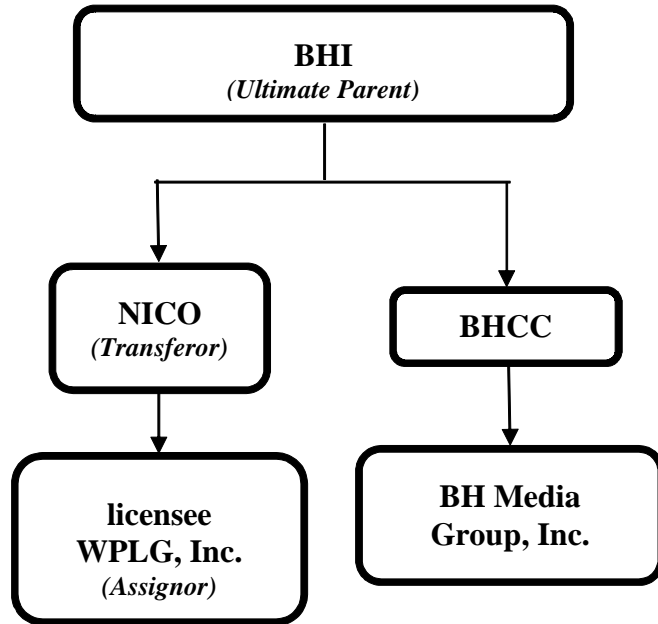 BHI
(Ultimate Parent)
NICO
(Transferor)
BHCC
licensee
WPLG, Inc.
(Assignor)
BH Media
Group, Inc.